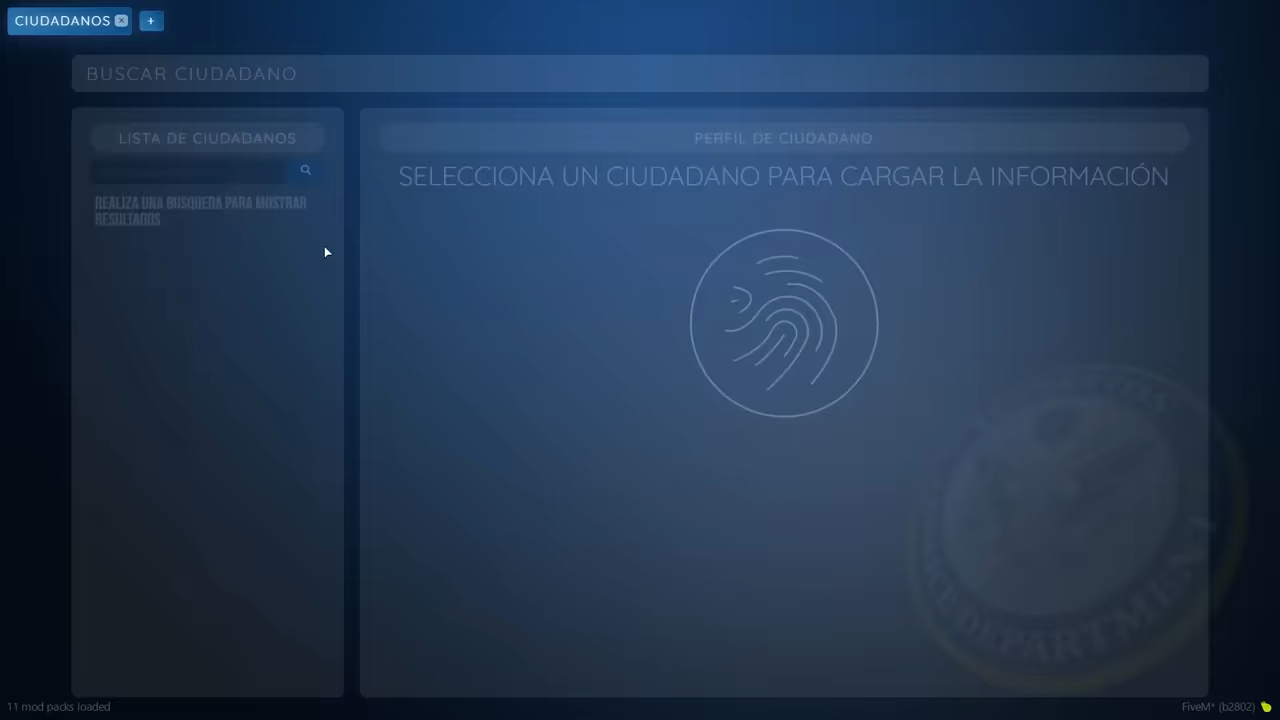 CIUDADANOS
+
BUSCAR CIUDADANO
LISTA DE CIUDADANOS
PERFIL DE CIUDADANO
SELECCIONA UN CIUDADANO PARA CARGAR LA INFORMACIÓN
REALIZA UNA BUSQUEDA PARA MOSTRAR
RESULTADOS
DEPARTMENT
11 mod packs loaded
FiveM* (b2802)